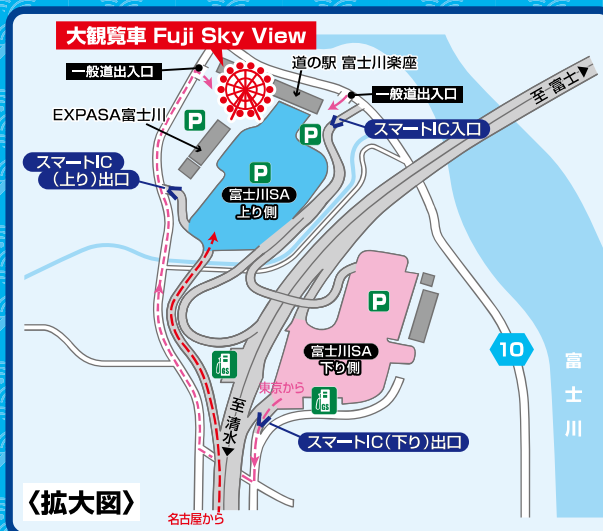 大観覧車 Fuji Sky View
一般道出入口
道の駅 富士川楽座
一般道出入口
至 富士▶
EXPASA富士川
P
P
スマートIC入口
スマートIC
(上り)出口
P
富士川SA
上り側
P
10
富士川
富士川SA
下り側
GS
東京から
GS
至 清水▼
スマートIC(下り)出口
〈拡大図〉
名古屋から